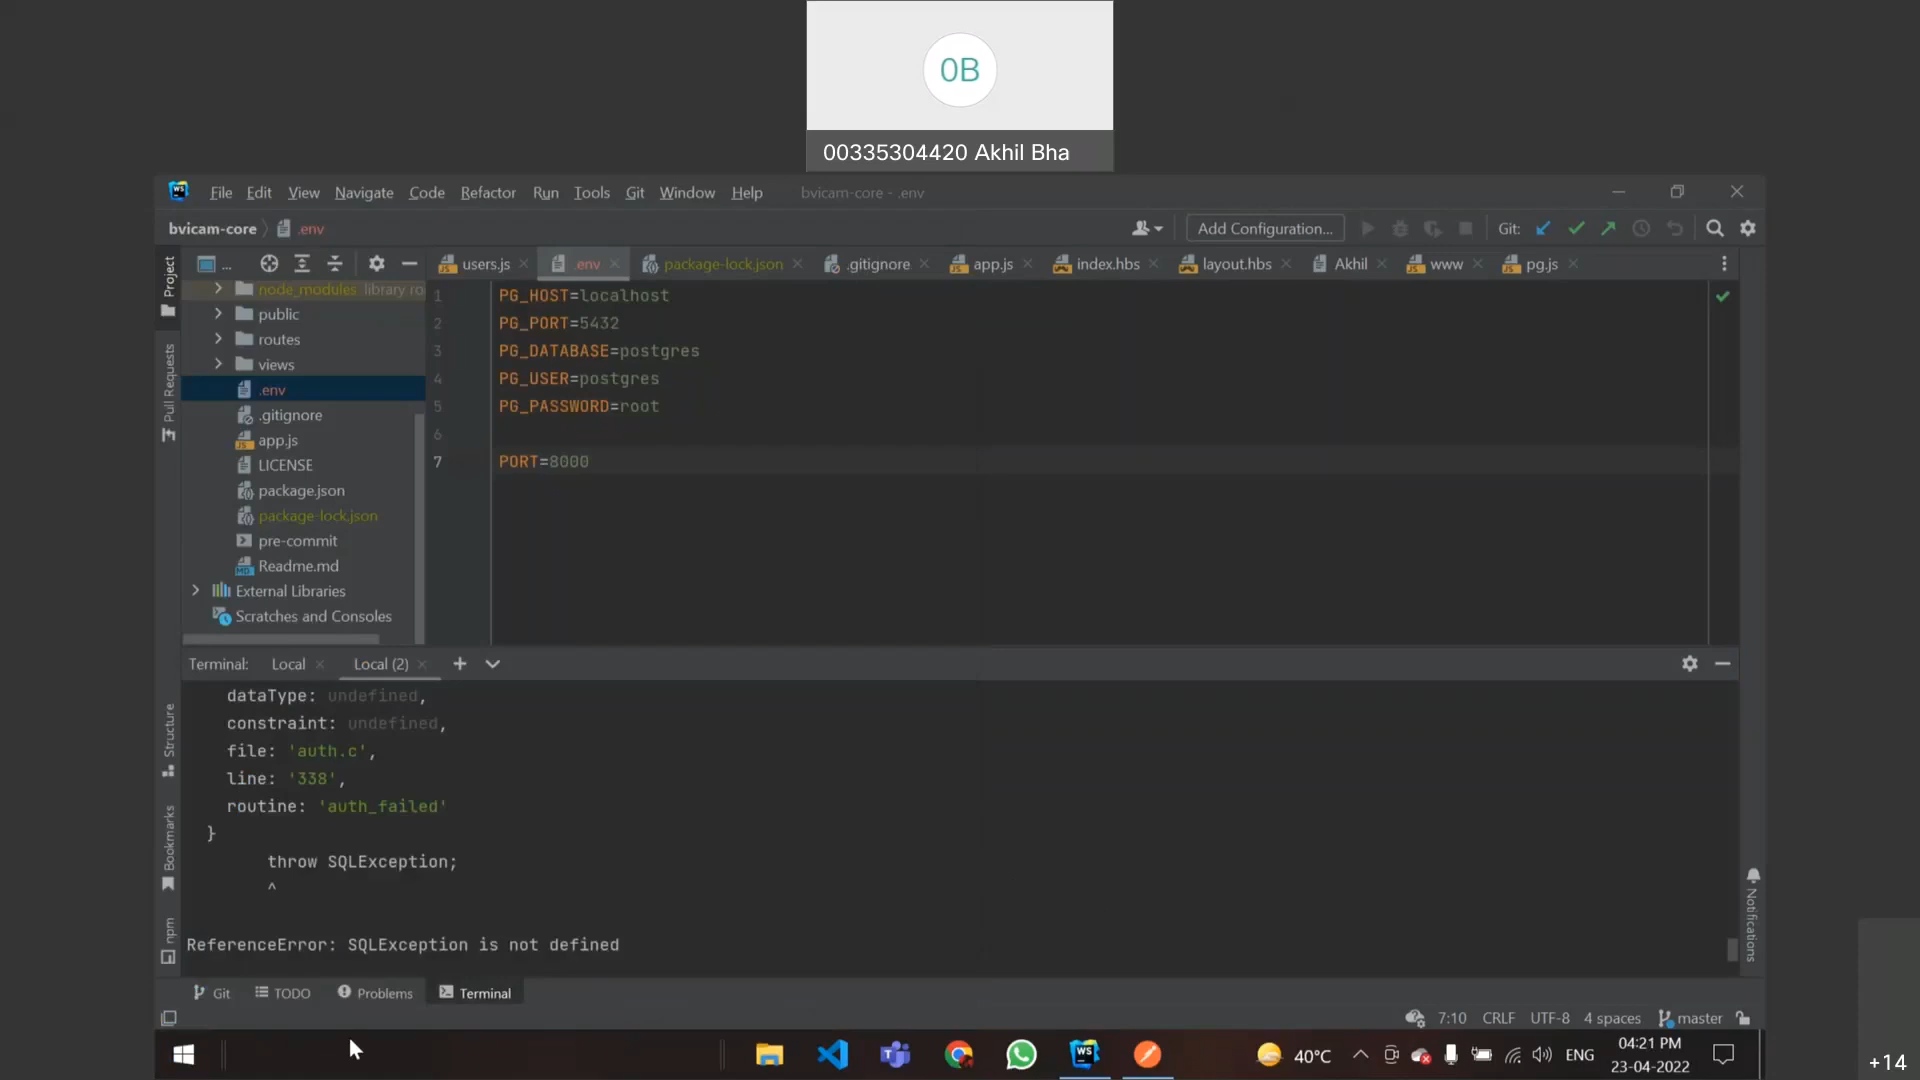 0B
00335304420 Akhil Bha
WS
File Edit View Navigate Code Refactor Run Tools Git Window Help bvicam-core - .env
bvicam-core .env
Add Configuration... Git:
Project
...
users.js .env package-lock.json .gitignore app.js index.hbs layout.hbs Akhil www pg.js
node_modules library ro
public
routes
views
.env
.gitignore
app.js
LICENSE
package.json
package-lock.json
pre-commit
Readme.md
External Libraries
Scratches and Consoles
Pull Requests
1 PG_HOST=localhost
2 PG_PORT=5432
3 PG_DATABASE=postgres
4 PG_USER=postgres
5 PG_PASSWORD=root
6
7 PORT=8000
Terminal: Local Local (2)
dataType: undefined,
constraint: undefined,
file: 'auth.c',
line: '338',
routine: 'auth_failed'
}
throw SQLException;
^
ReferenceError: SQLException is not defined
Structure
Bookmarks
npm
Notifications
Git TODO Problems Terminal
7:10 CRLF UTF-8 4 spaces master
WS
40°C ENG 04:21 PM
23-04-2022
+14